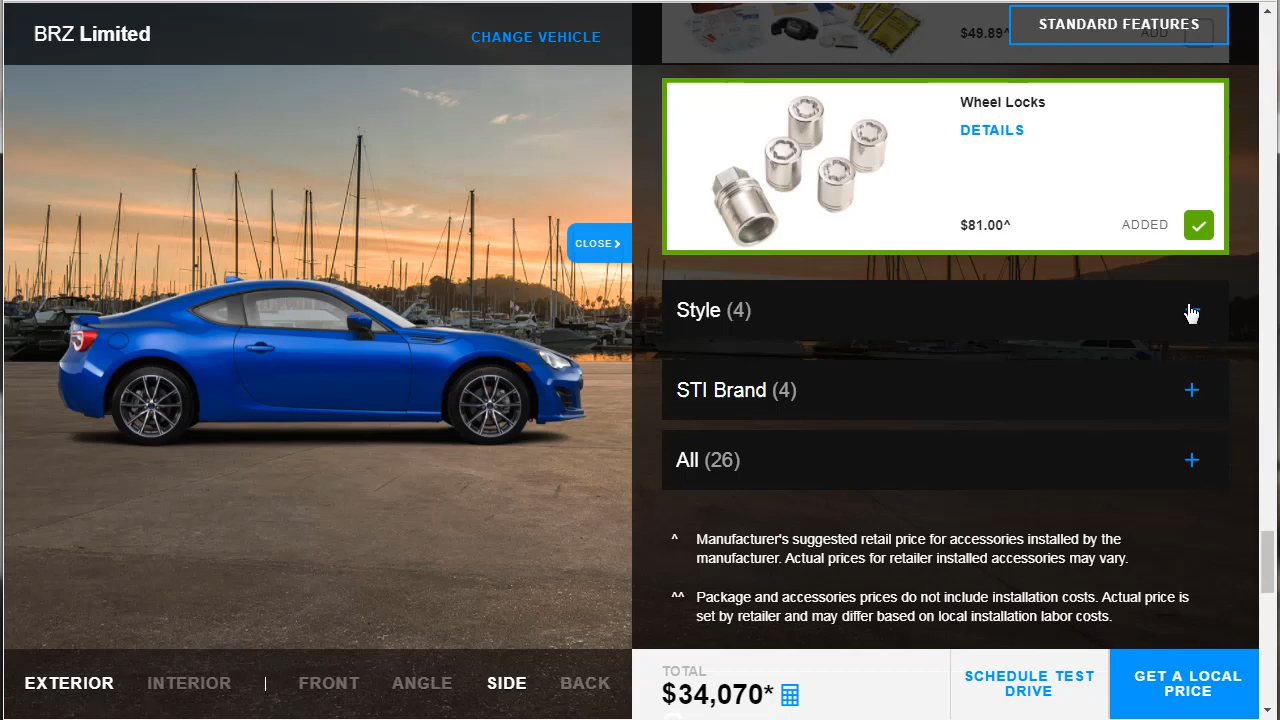 BRZ Limited
CHANGE VEHICLE
STANDARD FEATURES
$49.89^
ADD
Wheel Locks
DETAILS
$81.00^
ADDED
CLOSE
Style (4)
STI Brand (4)
All (26)
^ Manufacturer's suggested retail price for accessories installed by the
manufacturer. Actual prices for retailer installed accessories may vary.
^^ Package and accessories prices do not include installation costs. Actual price is
set by retailer and may differ based on local installation labor costs.
EXTERIOR INTERIOR | FRONT ANGLE SIDE BACK
TOTAL
$34,070*
SCHEDULE TEST
DRIVE
GET A LOCAL
PRICE